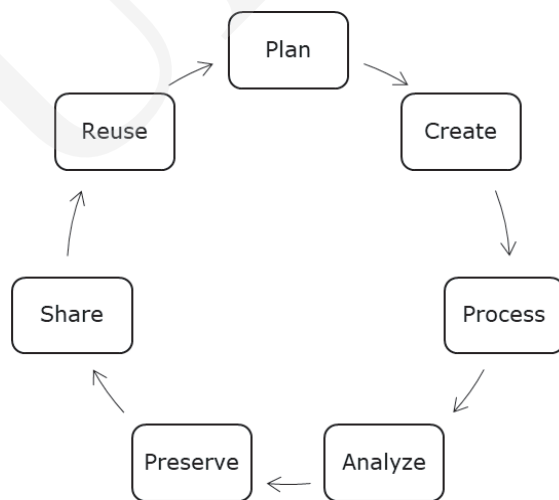 Plan
Create
Process
Analyze
Preserve
Share
Reuse